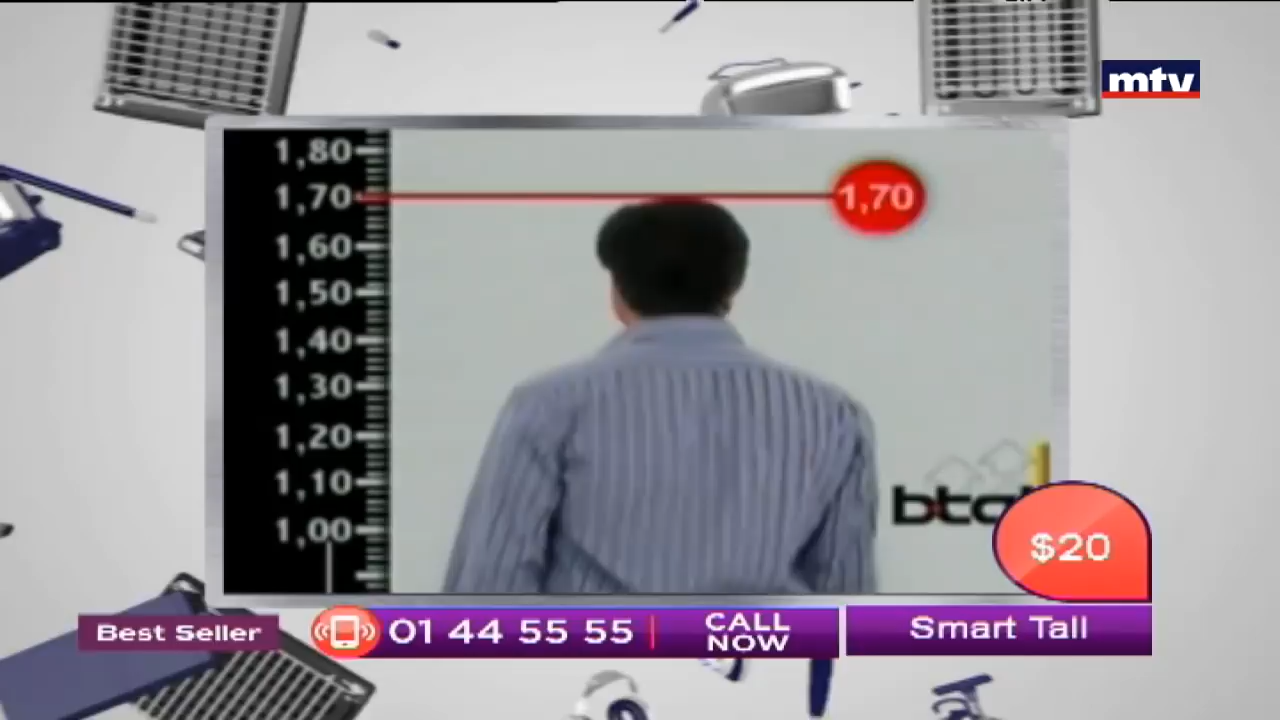 mtv
1,80
1,70
1,70
1,60
1,50
1,40
1,30
1,20
1,10
1,00
$20
Best Seller
01 44 55 55
CALL NOW
Smart Tall